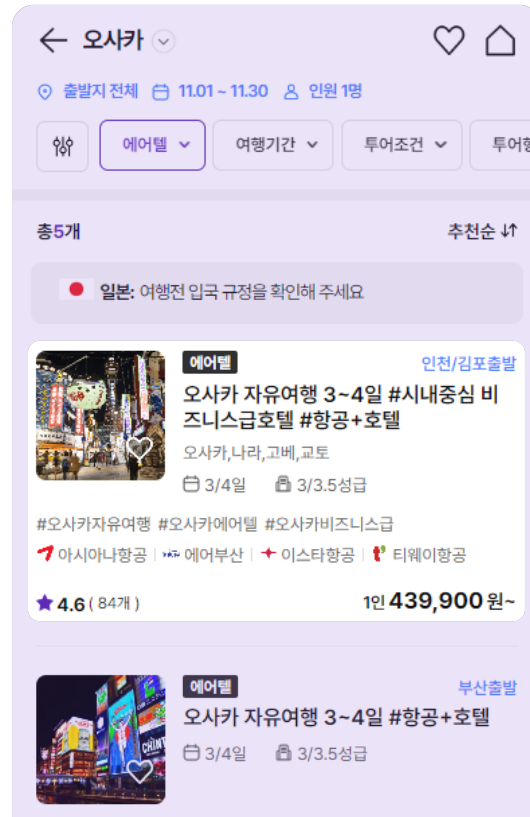 오사카
출발지 전체 11.01 ~ 11.30 인원 1명
에어텔 여행기간 투어조건
총5개 추천순
일본: 여행전 입국 규정을 확인해 주세요
에어텔 인천/김포출발
오사카 자유여행 3~4일 #시내중심 비
즈니스급호텔 #항공+호텔
오사카,나라,고베,교토
3/4일 3/3.5성급
#오사카자유여행 #오사카에어텔 #오사카비즈니스급
아시아나항공 에어부산 이스타항공 티웨이항공
4.6 ( 84개 ) 1인 439,900 원~
에어텔 부산출발
오사카 자유여행 3~4일 #항공+호텔
3/4일 3/3.5성급